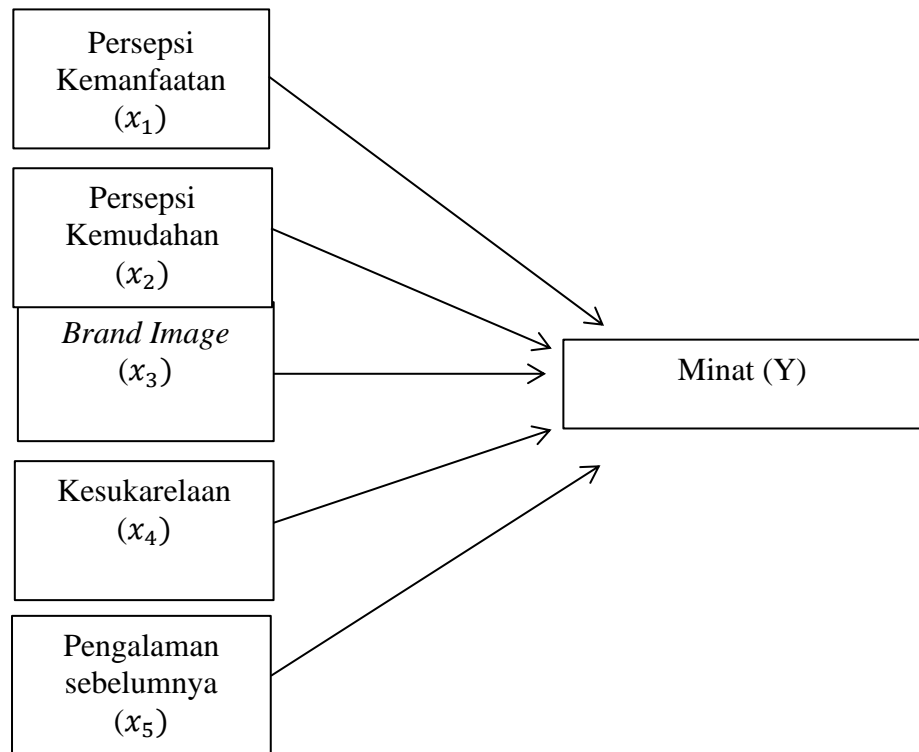 Persepsi
Kemanfaatan
(𝑥₁)
Persepsi
Kemudahan
(𝑥₂)
Brand Image
(𝑥₃)
Minat (Y)
Kesukarelaan
(𝑥₄)
Pengalaman
sebelumnya
(𝑥₅)